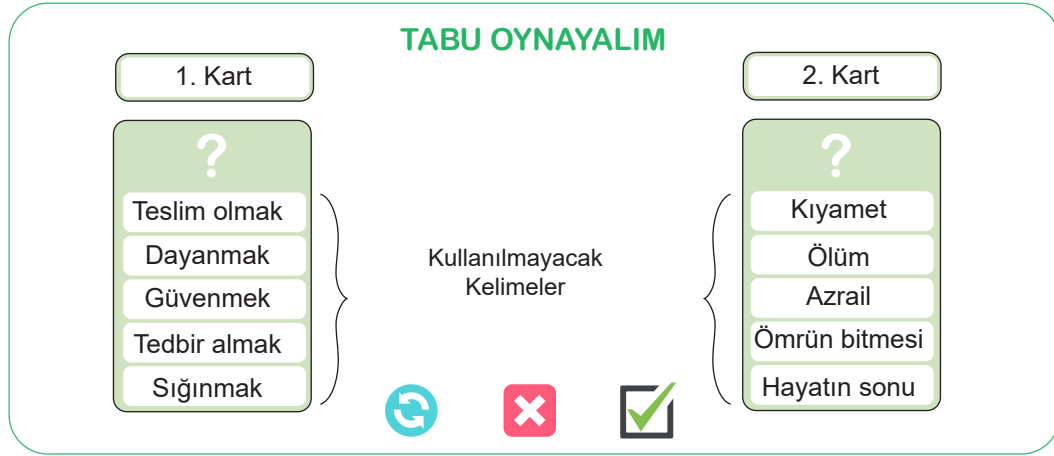 TABU OYNAYALIM
1. Kart
?
Teslim olmak
Dayanmak
Güvenmek
Tedbir almak
Sığınmak
Kullanılmayacak
Kelimeler
2. Kart
?
Kıyamet
Ölüm
Azrail
Ömrün bitmesi
Hayatın sonu